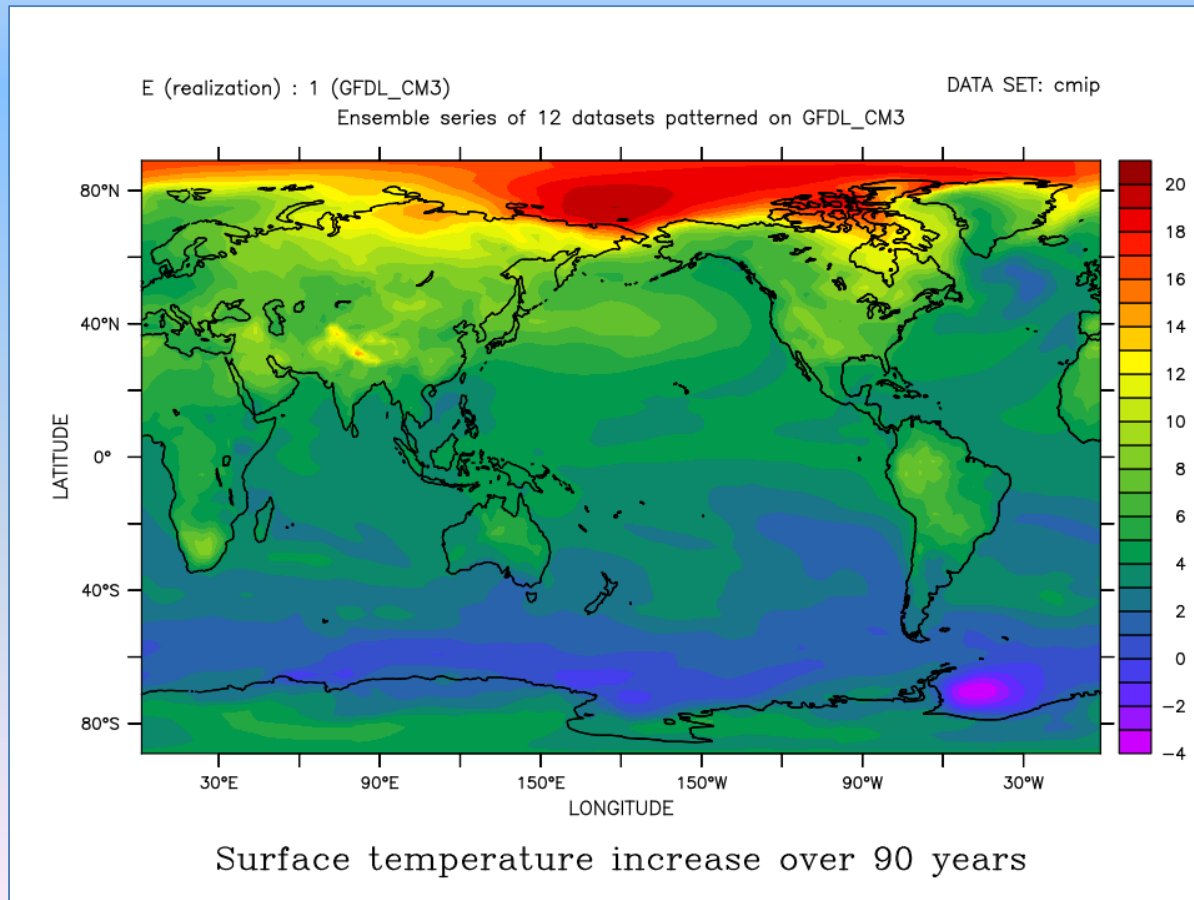 E (realization) : 1 (GFDL_CM3)
DATA SET: cmip
Ensemble series of 12 datasets patterned on GFDL_CM3
80°N
40°N
0°
40°S
80°S
LATITUDE
30°E
90°E
150°E
150°W
90°W
30°W
LONGITUDE
20
18
16
14
12
10
8
6
4
2
0
−2
−4
Surface temperature increase over 90 years